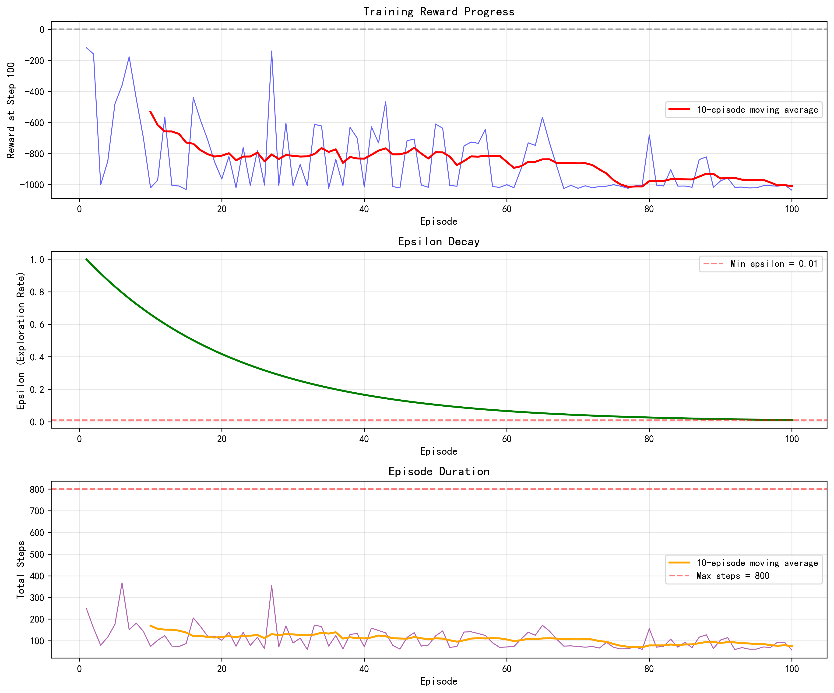 Training Reward Progress
0
−200
−400
−600
−800
−1000
Reward at Step 100
10-episode moving average
0 20 40 60 80 100
Episode
Epsilon Decay
1.0
0.8
0.6
0.4
0.2
0.0
Epsilon (Exploration Rate)
Min epsilon = 0.01
0 20 40 60 80 100
Episode
Episode Duration
800
700
600
500
400
300
200
100
Total Steps
10-episode moving average
Max steps = 800
0 20 40 60 80 100
Episode